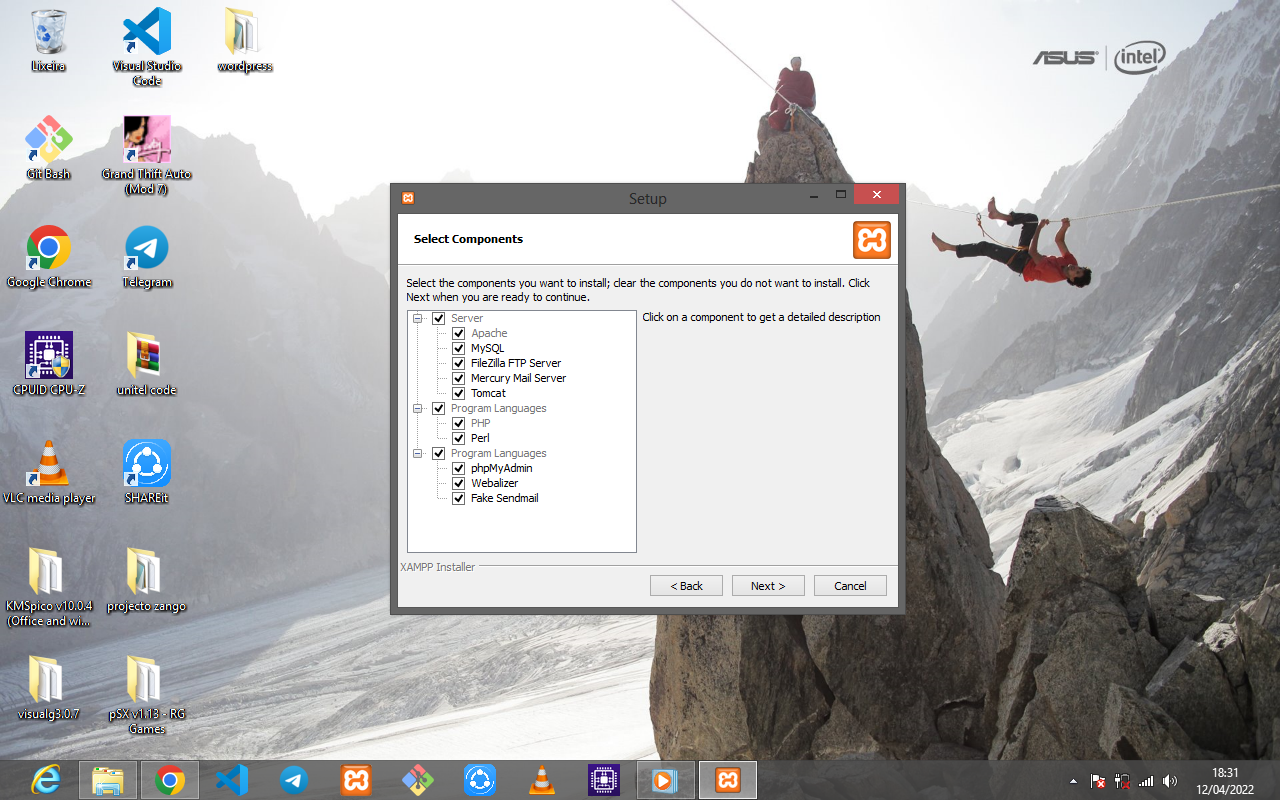 Lixeira
Visual Studio
Code
wordpress
ASUS
intel
Git Bash
Grand Thift Auto
(Mod 7)
Google Chrome
Telegram
CPUID CPU-Z
unitel code
VLC media player
SHAREit
KMSpico v10.0.4
(Office and wi...
projecto zango
visualg3.0.7
pSX v1.13 - RG
Games
Setup
Select Components
Select the components you want to install; clear the components you do not want to install. Click
Next when you are ready to continue.
Server
Apache
MySQL
FileZilla FTP Server
Mercury Mail Server
Tomcat
Program Languages
PHP
Perl
Program Languages
phpMyAdmin
Webalizer
Fake Sendmail
Click on a component to get a detailed description
XAMPP Installer
< Back
Next >
Cancel
18:31
12/04/2022